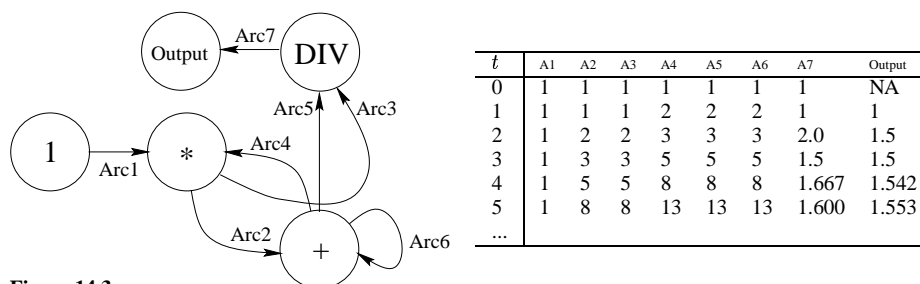 Output
Arc7
DIV
Arc5
Arc3
1
Arc1
*
Arc4
Arc2
+
Arc6
t A1 A2 A3 A4 A5 A6 A7 Output
0 1 1 1 1 1 1 1 NA
1 1 1 1 2 2 2 1 1
2 1 2 2 3 3 3 2.0 1.5
3 1 3 3 5 5 5 1.5 1.5
4 1 5 5 8 8 8 1.667 1.542
5 1 8 8 13 13 13 1.600 1.553
...
Figure 14.3